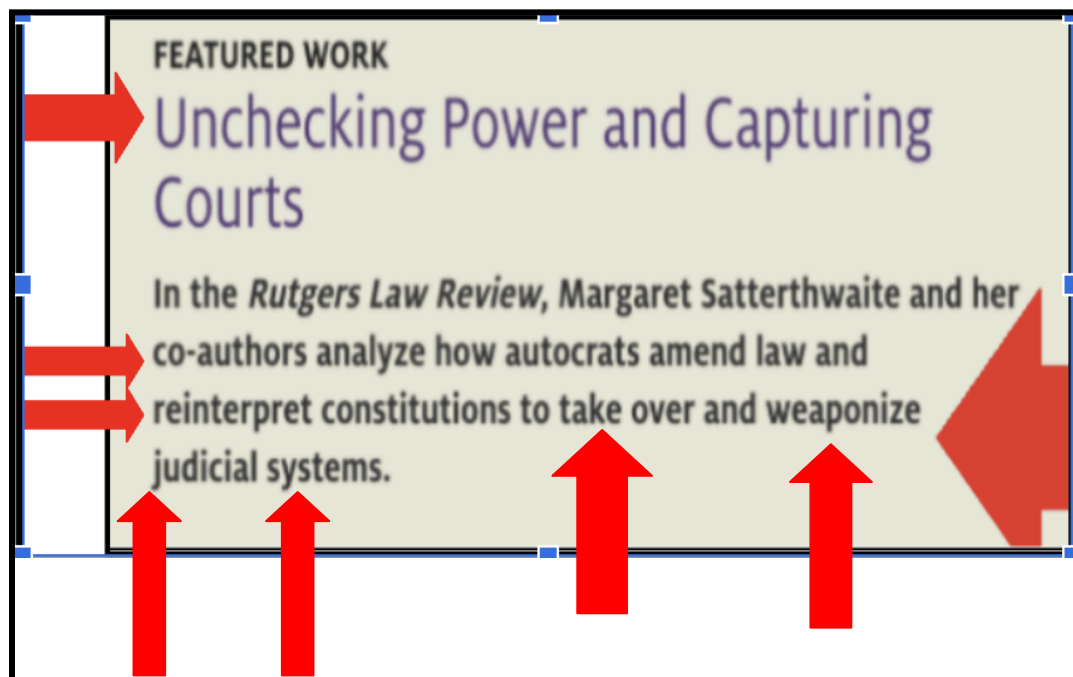 FEATURED WORK
Unchecking Power and Capturing
Courts
In the Rutgers Law Review, Margaret Satterthwaite and her
co-authors analyze how autocrats amend law and
reinterpret constitutions to take over and weaponize
judicial systems.